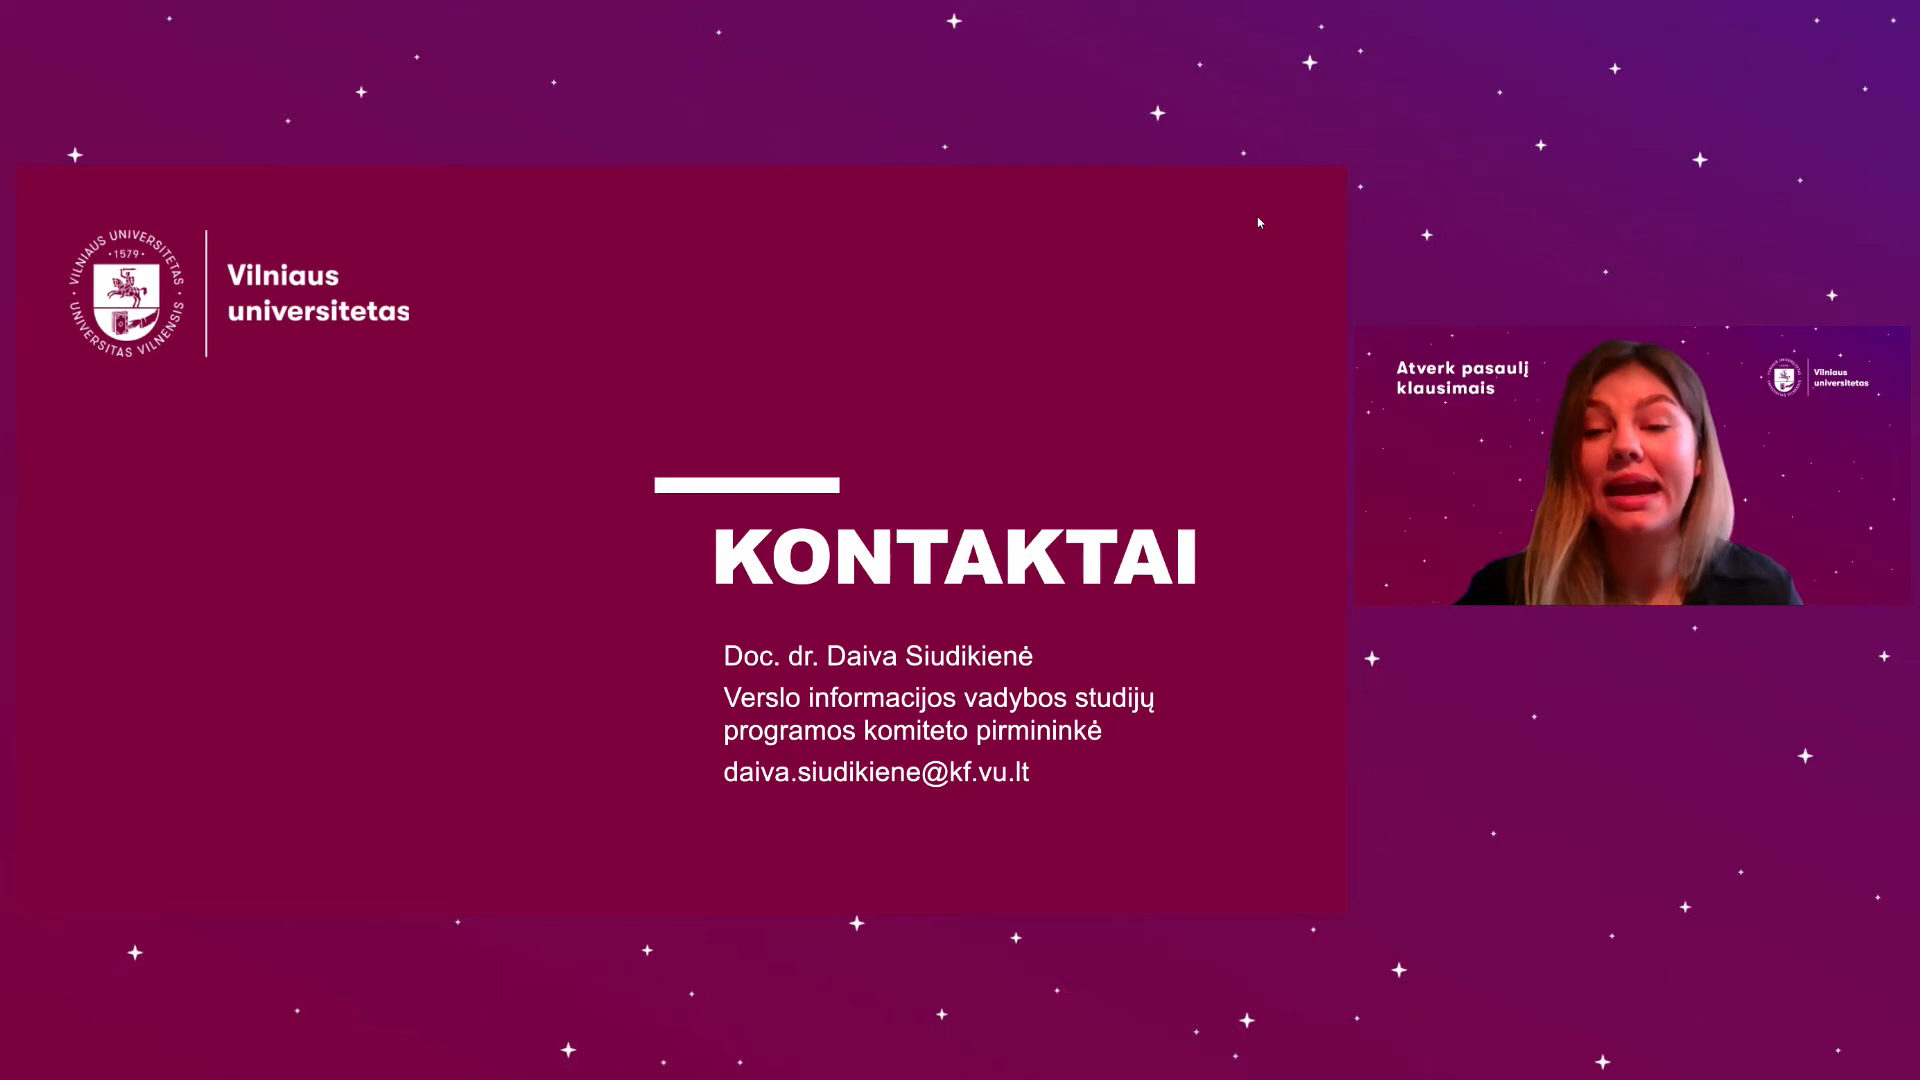 VILNIAUS UNIVERSITETAS
1579
UNIVERSITAS VILNENSIS
Vilniaus
universitetas
KONTAKTAI
Doc. dr. Daiva Siudikienė
Verslo informacijos vadybos studijų
programos komiteto pirmininkė
daiva.siudikiene@kf.vu.lt
Atverk pasaulį
klausimais
Vilniaus
universitetas